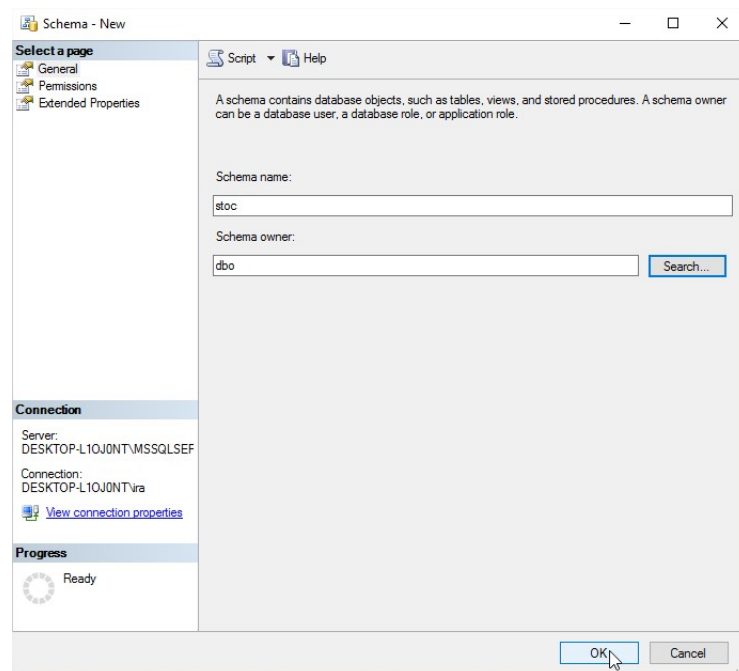 Schema - New
Select a page
General
Permissions
Extended Properties
Script
Help
A schema contains database objects, such as tables, views, and stored procedures. A schema owner
can be a database user, a database role, or application role.
Schema name:
stoc
Schema owner:
dbo
Search...
Connection
Server:
DESKTOP-L1OJ0NT\MSSQLSEF
Connection:
DESKTOP-L1OJ0NT\ira
View connection properties
Progress
Ready
OK
Cancel